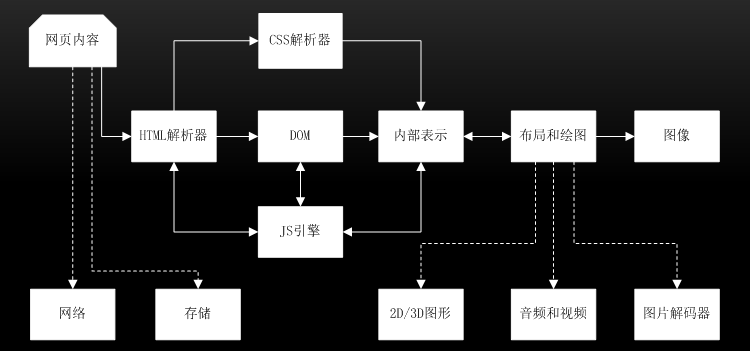 网页内容
CSS解析器
HTML解析器
DOM
内部表示
布局和绘图
图像
JS引擎
网络
存储
2D/3D图形
音频和视频
图片解码器